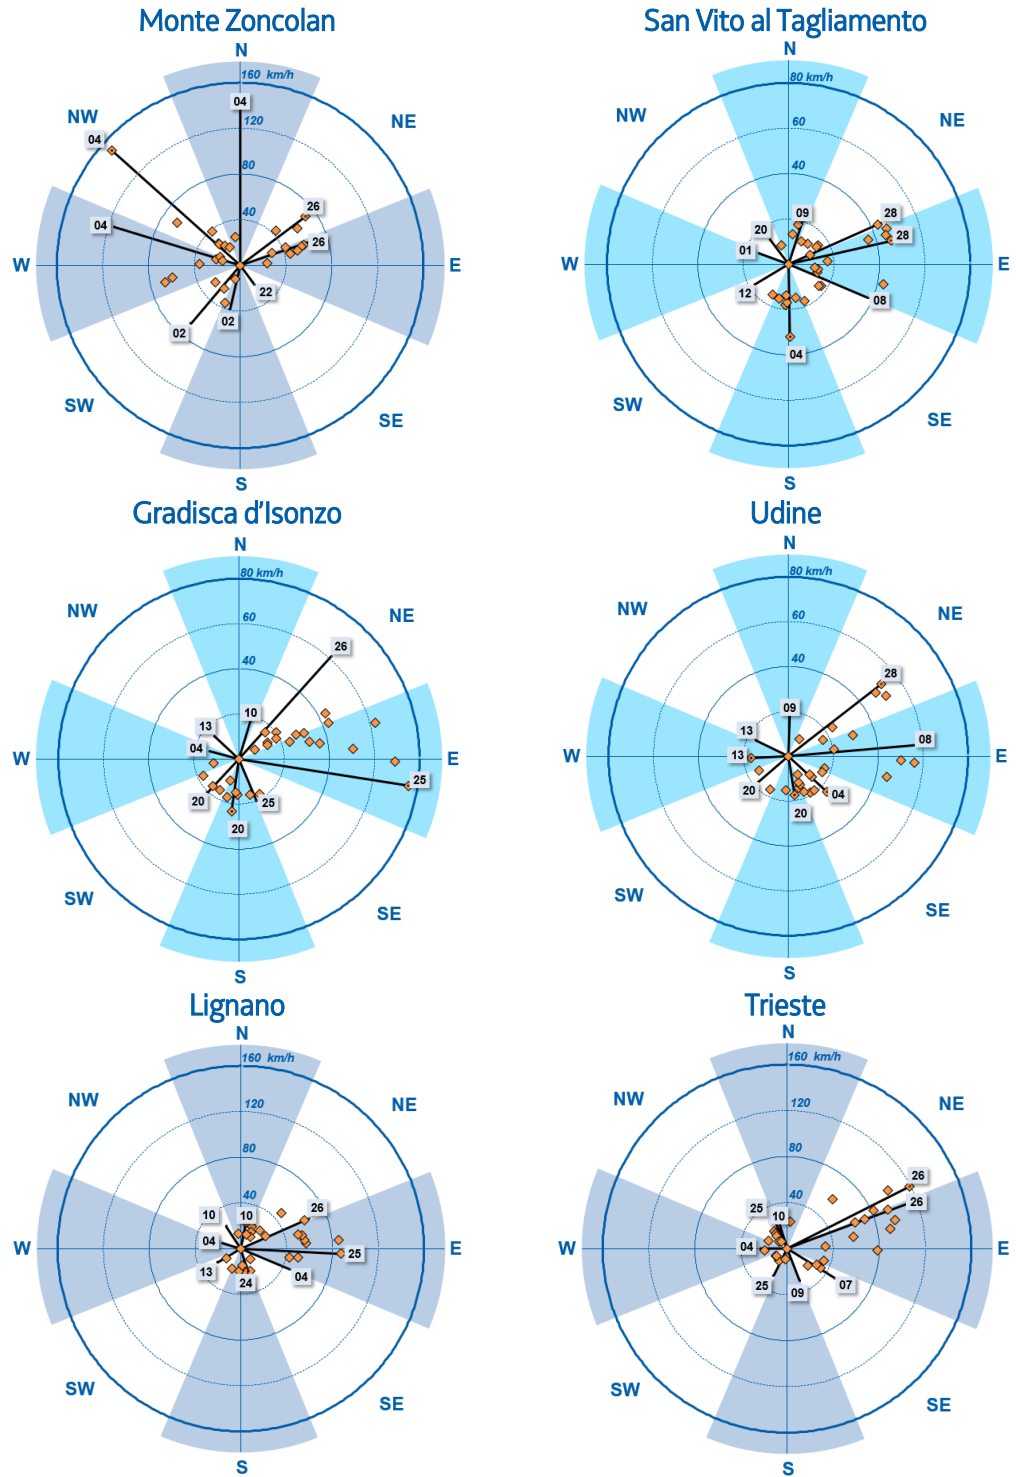 Monte Zoncolan
N
160 km/h
04
NW
120
NE
04
80
04
40
26
26
W
E
22
02
02
SW
SE
S
San Vito al Tagliamento
N
80 km/h
NW
60
NE
40
09
28
20
28
01
W
E
12
08
04
SW
SE
S
Gradisca d'Isonzo
N
80 km/h
NW
60
NE
26
40
13
10
04
W
E
25
20
25
20
SW
SE
S
Udine
N
80 km/h
NW
60
NE
40
28
09
13
08
13
W
E
20
04
20
SW
SE
S
Lignano
N
160 km/h
NW
120
NE
80
40
26
10
10
04
W
E
25
13
04
24
SW
SE
S
Trieste
N
160 km/h
NW
120
NE
80
26
40
26
25
10
04
W
E
25
09
07
SW
SE
S